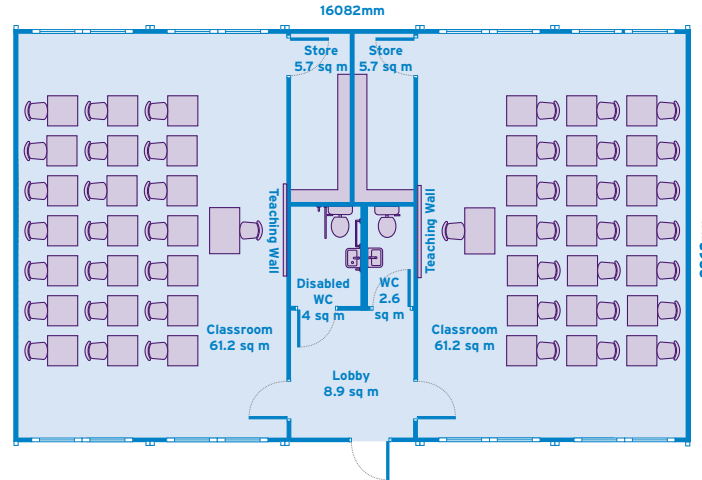 16082mm
Store
5.7 sq m
Store
5.7 sq m
Teaching Wall
Teaching Wall
Disabled
WC
4 sq m
WC
2.6
sq m
Classroom
61.2 sq m
Classroom
61.2 sq m
Lobby
8.9 sq m